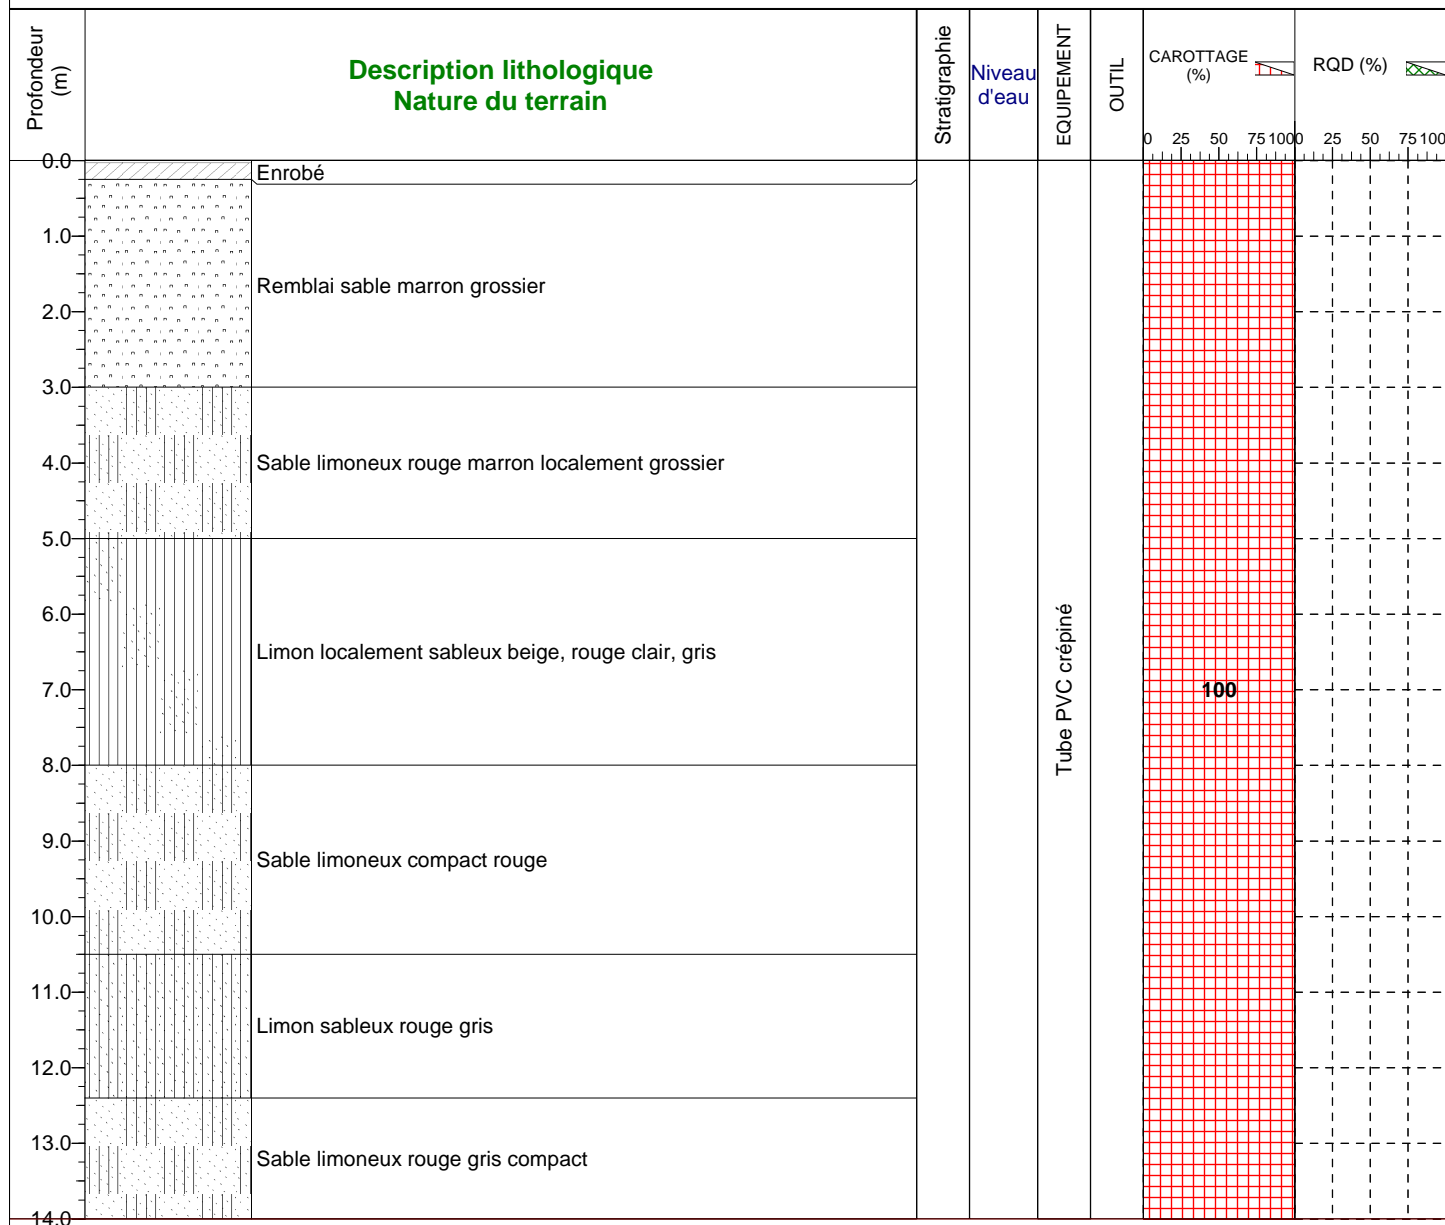 Profondeur
(m)
Description lithologique
Nature du terrain
Stratigraphie
Niveau
d'eau
EQUIPEMENT
OUTIL
CAROTTAGE
(%)
RQD (%)
0 25 50 75 100
0 25 50 75 100
0.0
Enrobé
1.0
Remblai sable marron grossier
2.0
3.0
4.0
Sable limoneux rouge marron localement grossier
5.0
6.0
Limon localement sableux beige, rouge clair, gris
7.0
Tube PVC crépiné
100
8.0
9.0
Sable limoneux compact rouge
10.0
11.0
Limon sableux rouge gris
12.0
13.0
Sable limoneux rouge gris compact
14.0